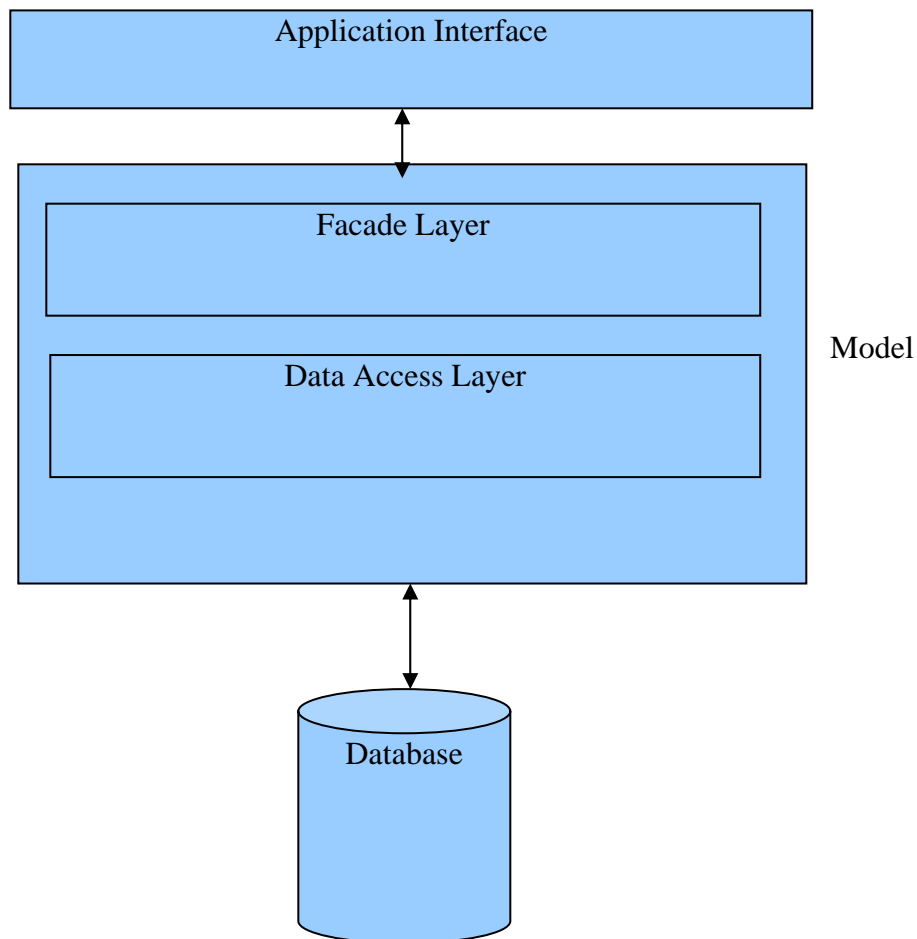 Application Interface
Facade Layer
Model
Data Access Layer
Database